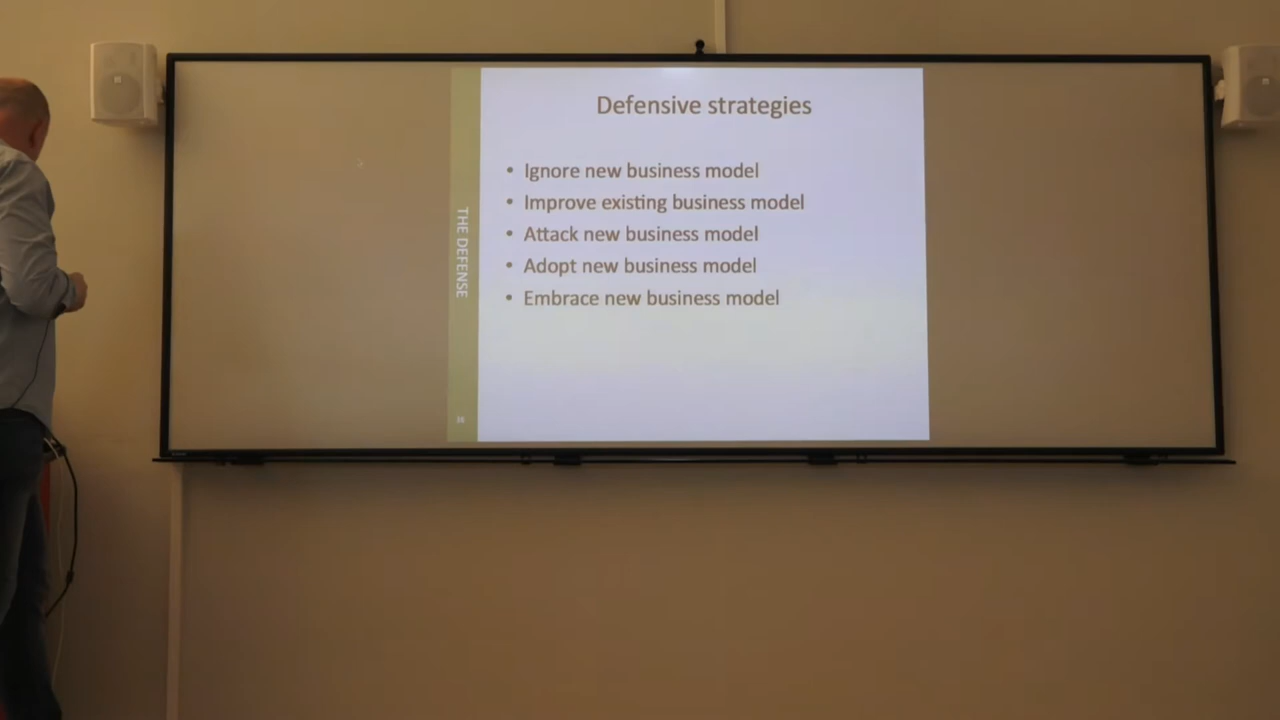 Defensive strategies
• Ignore new business model
• Improve existing business model
• Attack new business model
• Adopt new business model
• Embrace new business model
THE DEFENSE